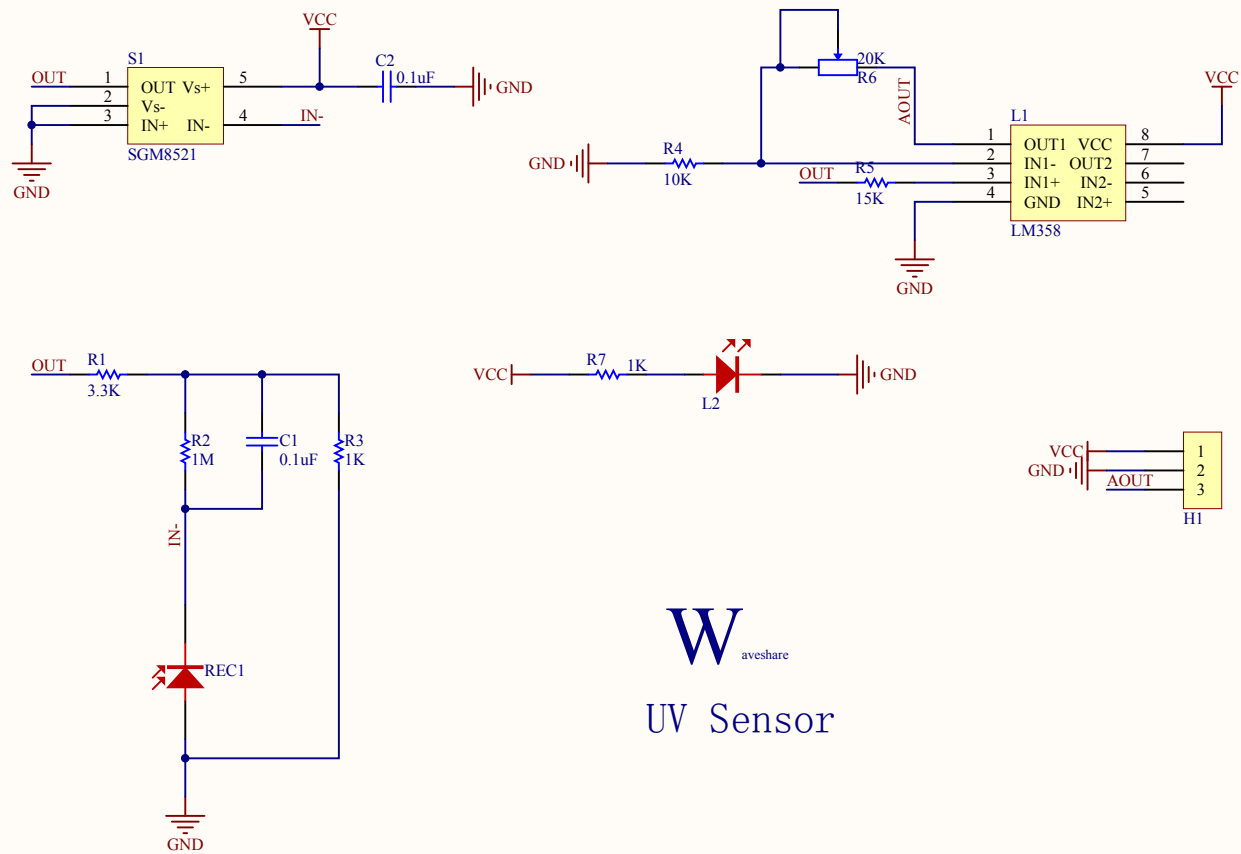 VCC
S1
OUT 1 OUT Vs+ 5
2 Vs-
3 IN+ IN- 4 IN-
SGM8521
GND
C2
0.1uF
GND
20K
R6
AOUT
VCC
L1
1 OUT1 VCC 8
2 IN1- OUT2 7
3 IN1+ IN2- 6
4 GND IN2+ 5
LM358
GND
R4
10K
OUT
R5
15K
GND
OUT
R1
3.3K
R2
1M
C1
0.1uF
R3
1K
IN-
REC1
GND
VCC
R7
1K
L2
GND
VCC 1
GND 2
AOUT 3
H1
Waveshare
UV Sensor